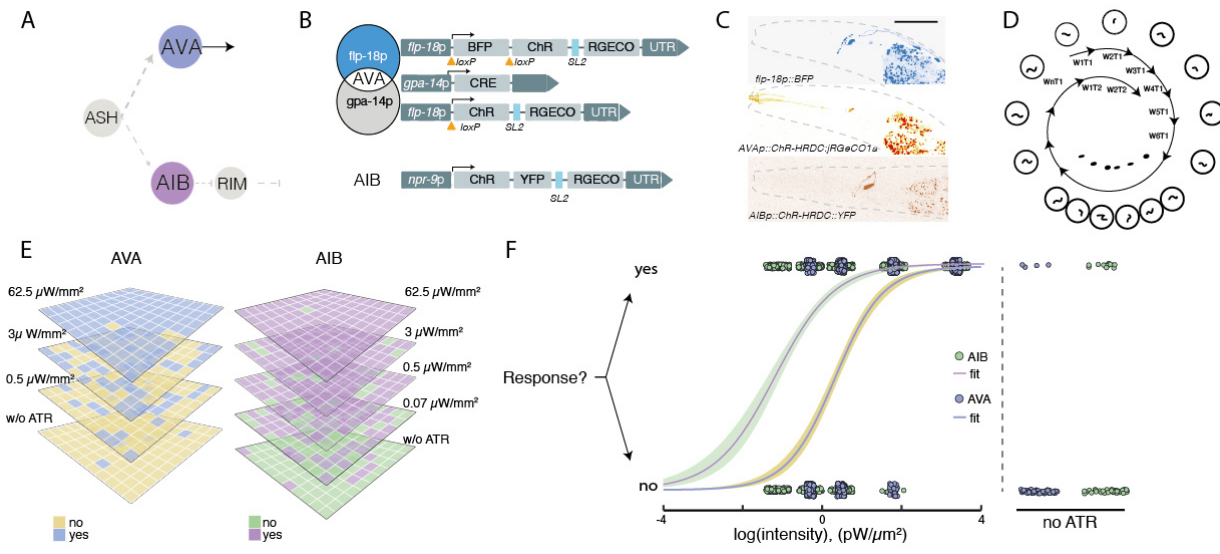 A
AVA
ASH
AIB
RIM
B
flp-18p
AVA
gpa-14p
flp-18p BFP ChR RGECO UTR
loxP loxP SL2
gpa-14p CRE
flp-18p ChR RGECO UTR
loxP SL2
AIB npr-9p ChR YFP RGECO UTR
SL2
C
flp-18p::BFP
AVAp::ChR-HRDC:jRGeCO1a
AIBp::ChR-HRDC::YFP
D
WnT1 W1T1 W2T1 W3T1 W4T1 W5T1 W6T1
W1T2 W2T2
E
AVA AIB
62.5 µW/mm² 62.5 µW/mm²
3µ W/mm² 3 µW/mm²
0.5 µW/mm² 0.5 µW/mm²
0.07 µW/mm²
w/o ATR w/o ATR
no no
yes yes
F
yes
Response?
no
AIB
fit
AVA
fit
-4 0 4
log(intensity), (pW/µm²)
no ATR